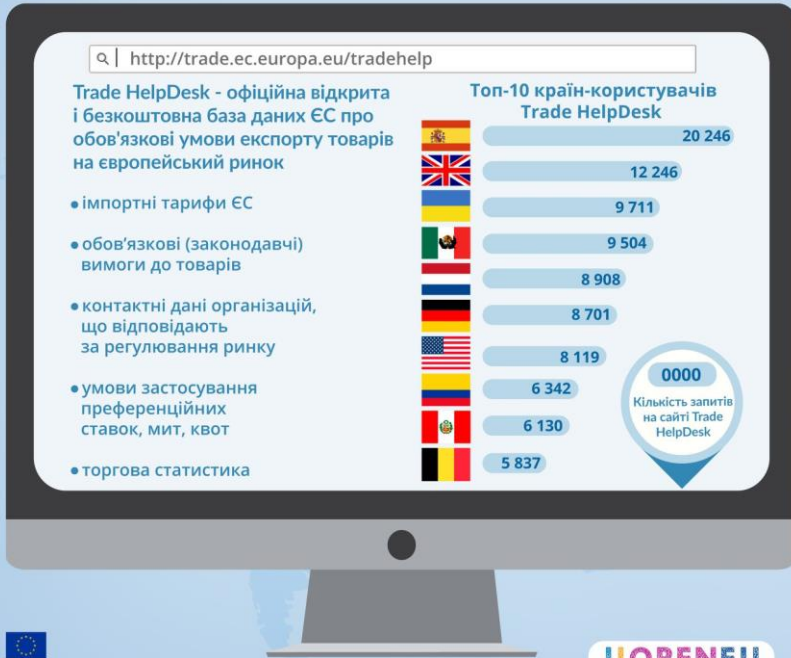 http://trade.ec.europa.eu/tradehelp
Trade HelpDesk - офіційна відкрита
і безкоштовна база даних ЄС про
обов'язкові умови експорту товарів
на європейський ринок
• імпортні тарифи ЄС
• обов'язкові (законодавчі)
вимоги до товарів
• контактні дані організацій,
що відповідають
за регулювання ринку
• умови застосування
преференційних
ставок, мит, квот
• торгова статистика
Топ-10 країн-користувачів
Trade HelpDesk
20 246
12 246
9 711
9 504
8 908
8 701
8 119
6 342
6 130
5 837
0000
Кількість запитів
на сайті Trade
HelpDesk